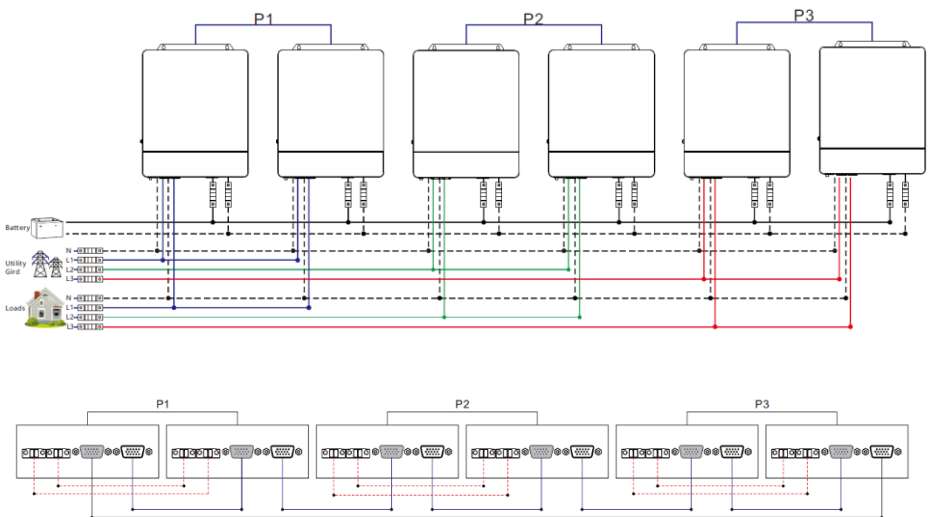 P1 P2 P3
Battery
Utility
Gird
N
L1
L2
L3
Loads
N
L1
L2
L3
P1 P2 P3